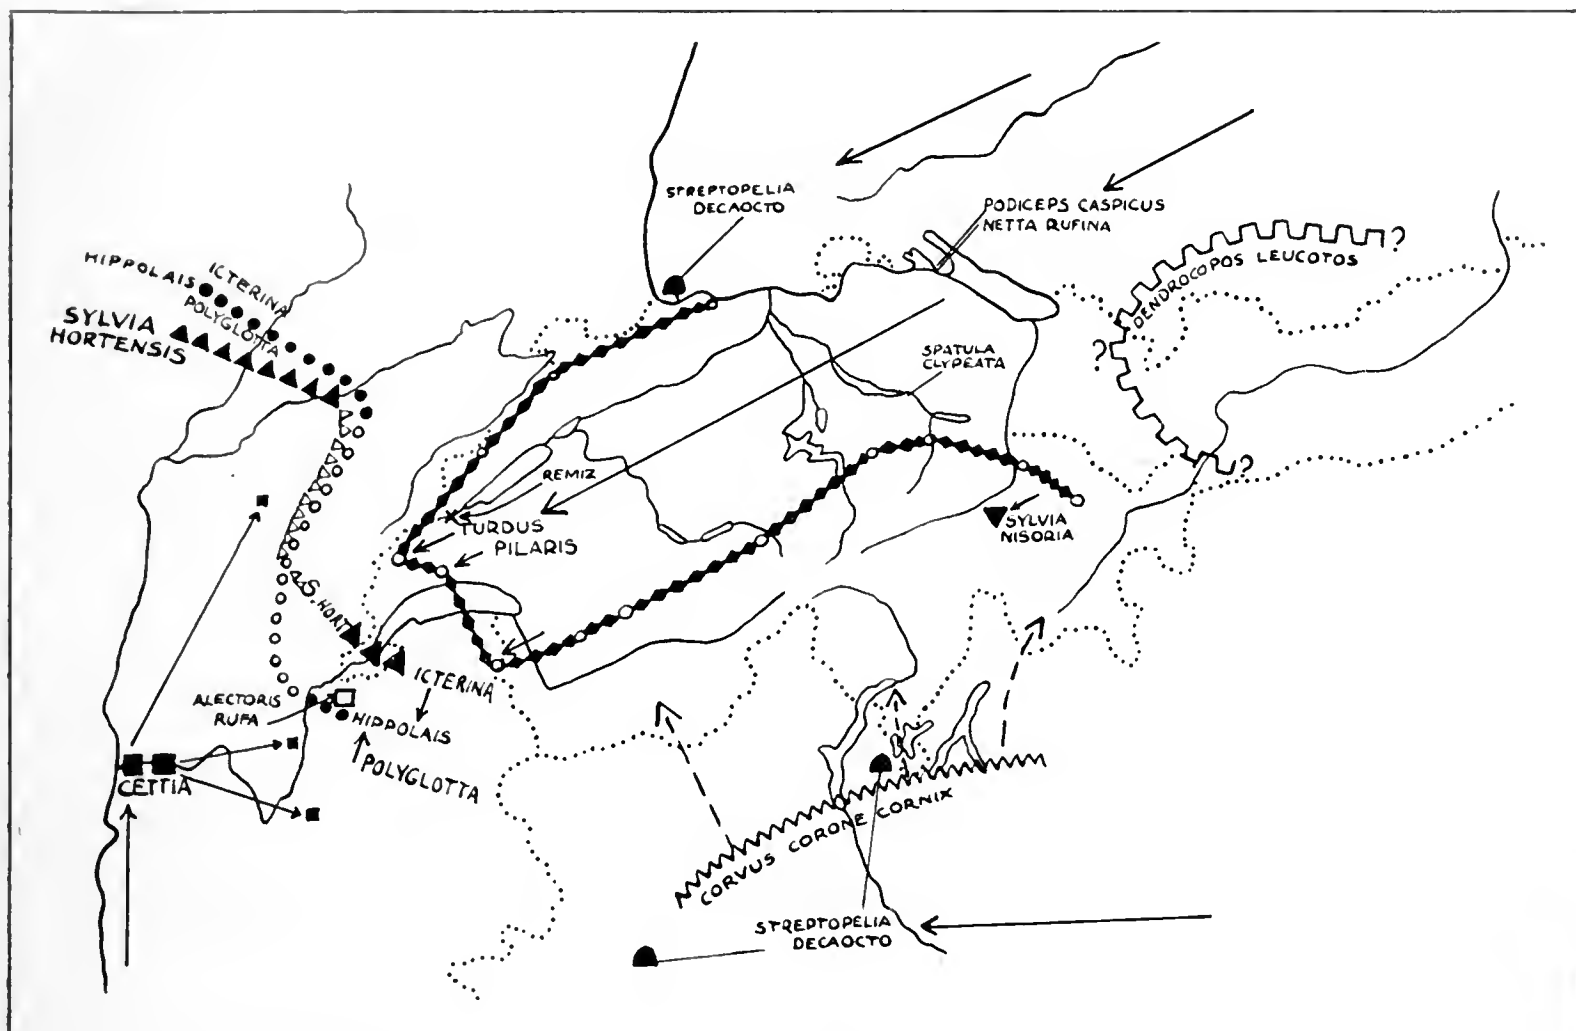 STREPTOPELIA
DECAOCTO
PODICEPS CASPICUS
NETTA RUFINA
?
DENDROCOPOS LEUCOTOS
?
?
HIPPOLAIS
ICTERINA
POLYGLOTTA
SYLVIA
HORTENSIS
SPATULA
CLYPEATA
REMIZ
TURDUS
PILARIS
SYLVIA
NISORIA
S. HORT.
ICTERINA
ALECTORIS
RUFA
HIPPOLAIS
POLYGLOTTA
CETTIA
CORVUS CORONE CORNIX
STREPTOPELIA
DECAOCTO